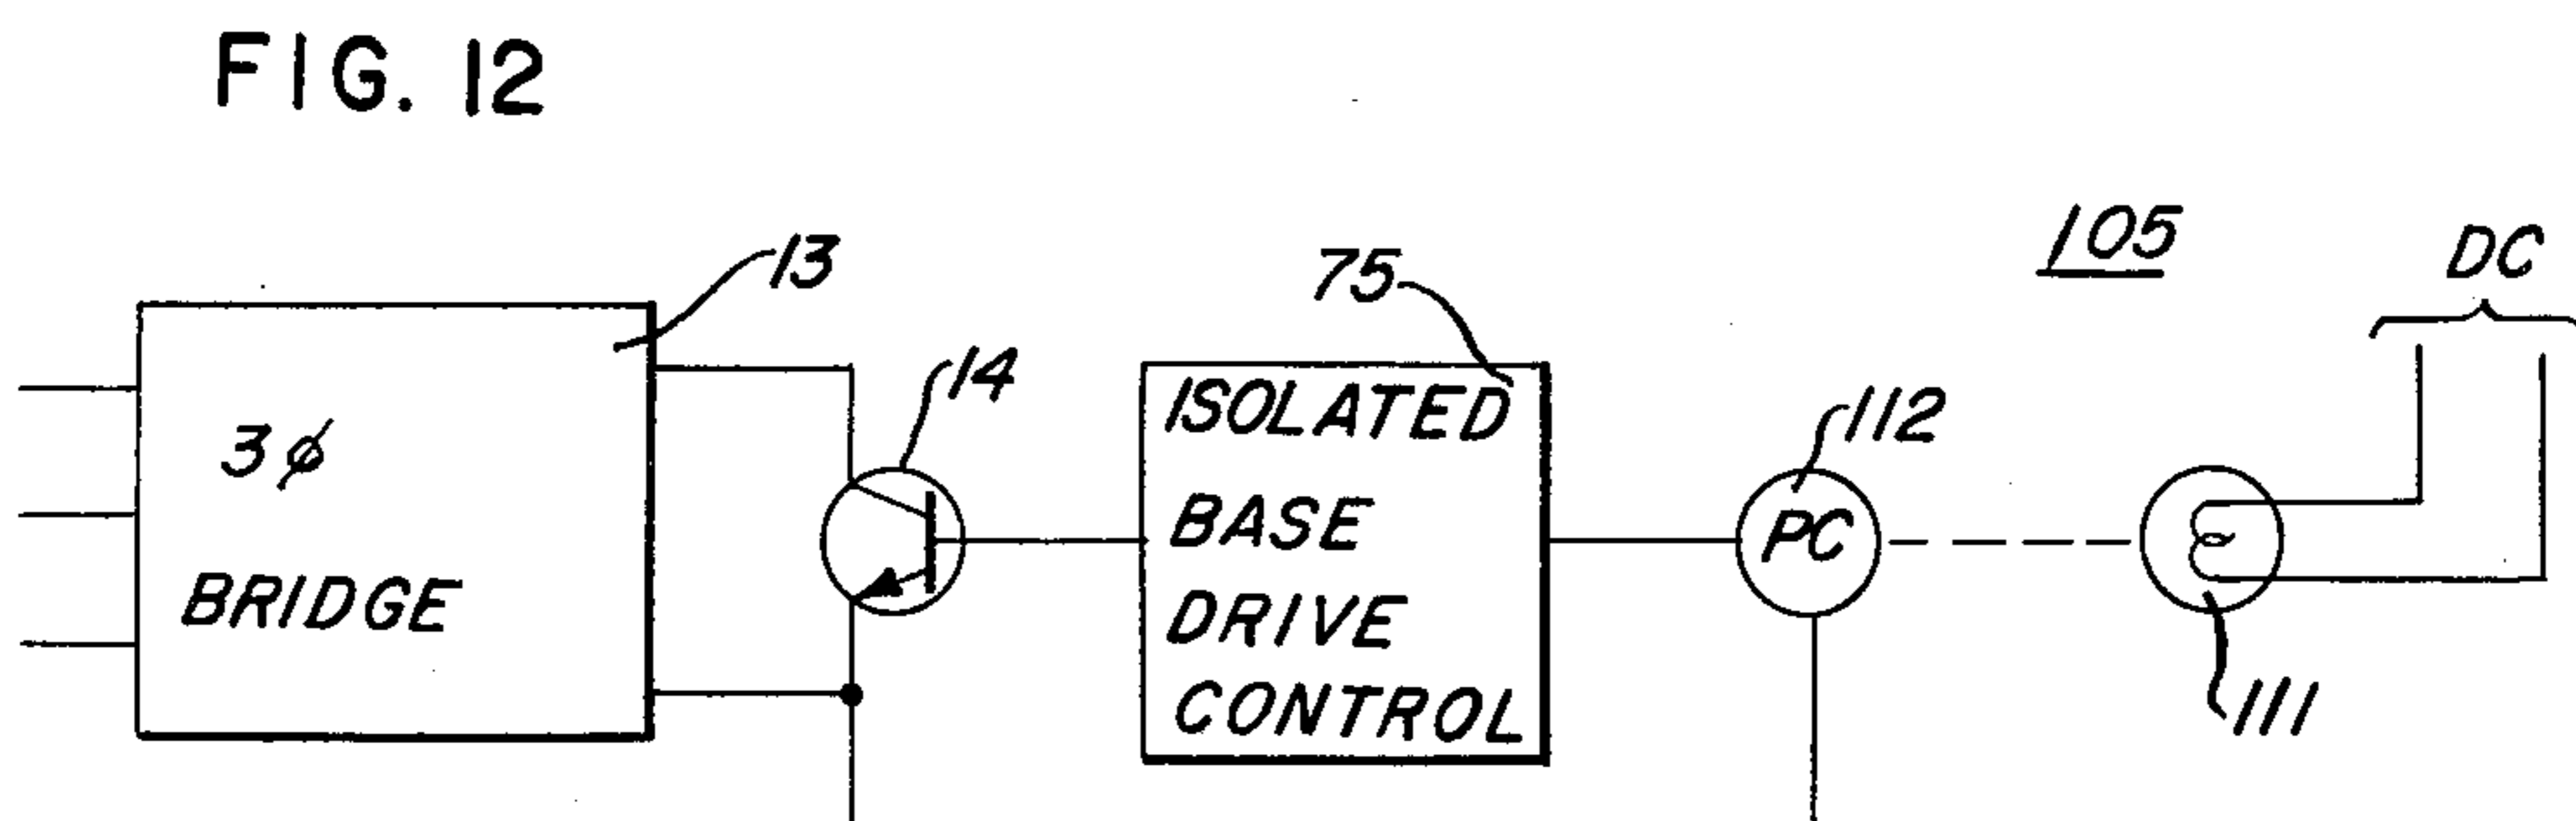 FIG. 12
13
105
DC
75
14
112
3φ
BRIDGE
ISOLATED
BASE
DRIVE
CONTROL
PC
111